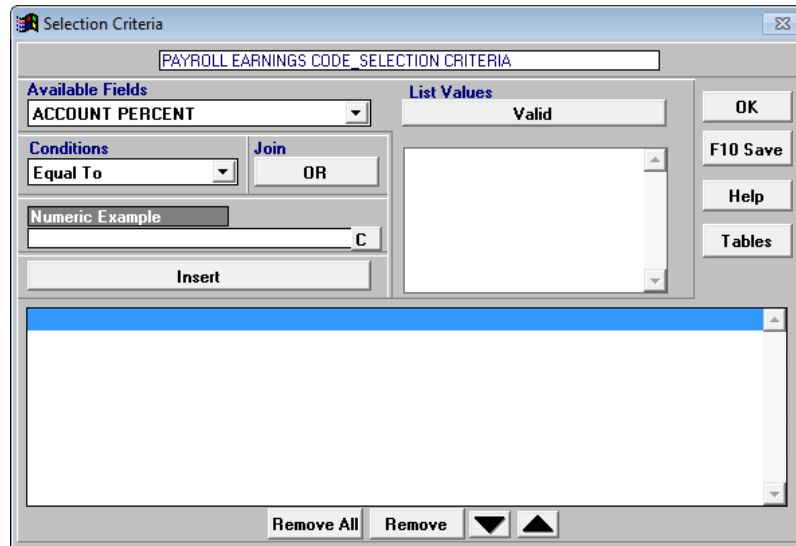 Selection Criteria
PAYROLL EARNINGS CODE_SELECTION CRITERIA
Available Fields
ACCOUNT PERCENT
List Values
Valid
OK
Conditions
Join
Equal To
OR
F10 Save
Numeric Example
C
Help
Insert
Tables
Remove All
Remove